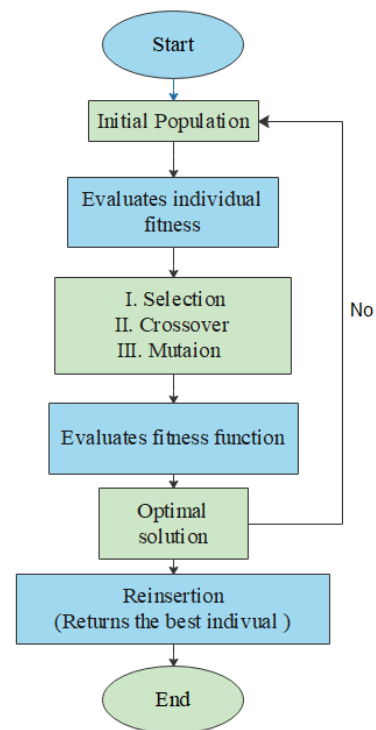 Start
Initial Population
Evaluates individual
fitness
I. Selection
II. Crossover
III. Mutaion
No
Evaluates fitness function
Optimal
solution
Reinsertion
(Returns the best indivual )
End